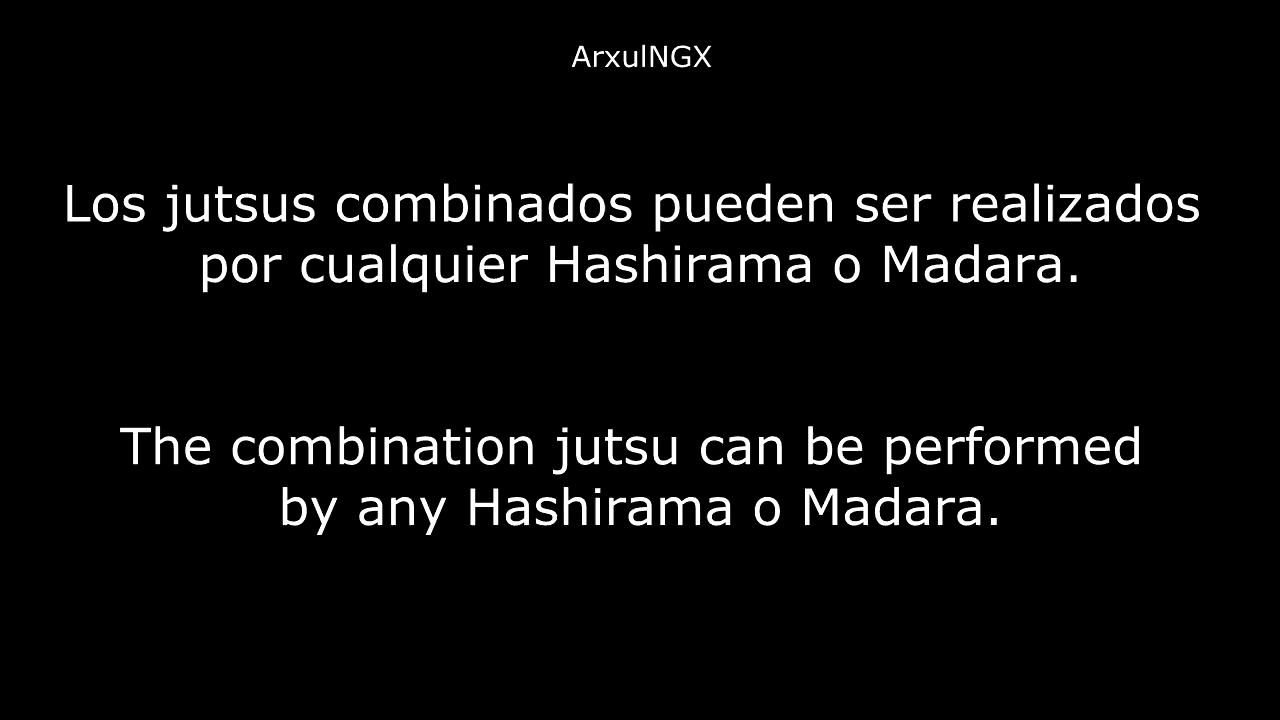 ArxulNGX
Los jutsus combinados pueden ser realizados
por cualquier Hashirama o Madara.
The combination jutsu can be performed
by any Hashirama o Madara.